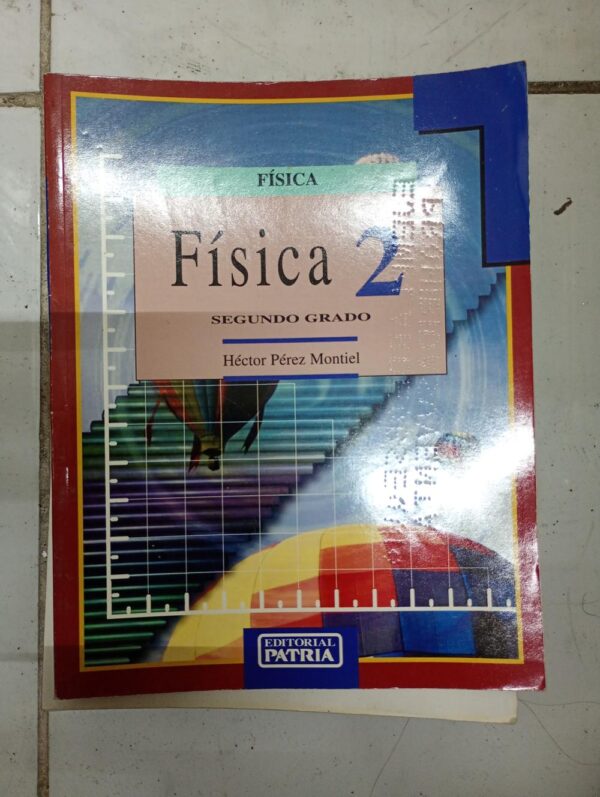 FÍSICA
Física 2
SEGUNDO GRADO
Héctor Pérez Montiel
EDITORIAL
PATRIA